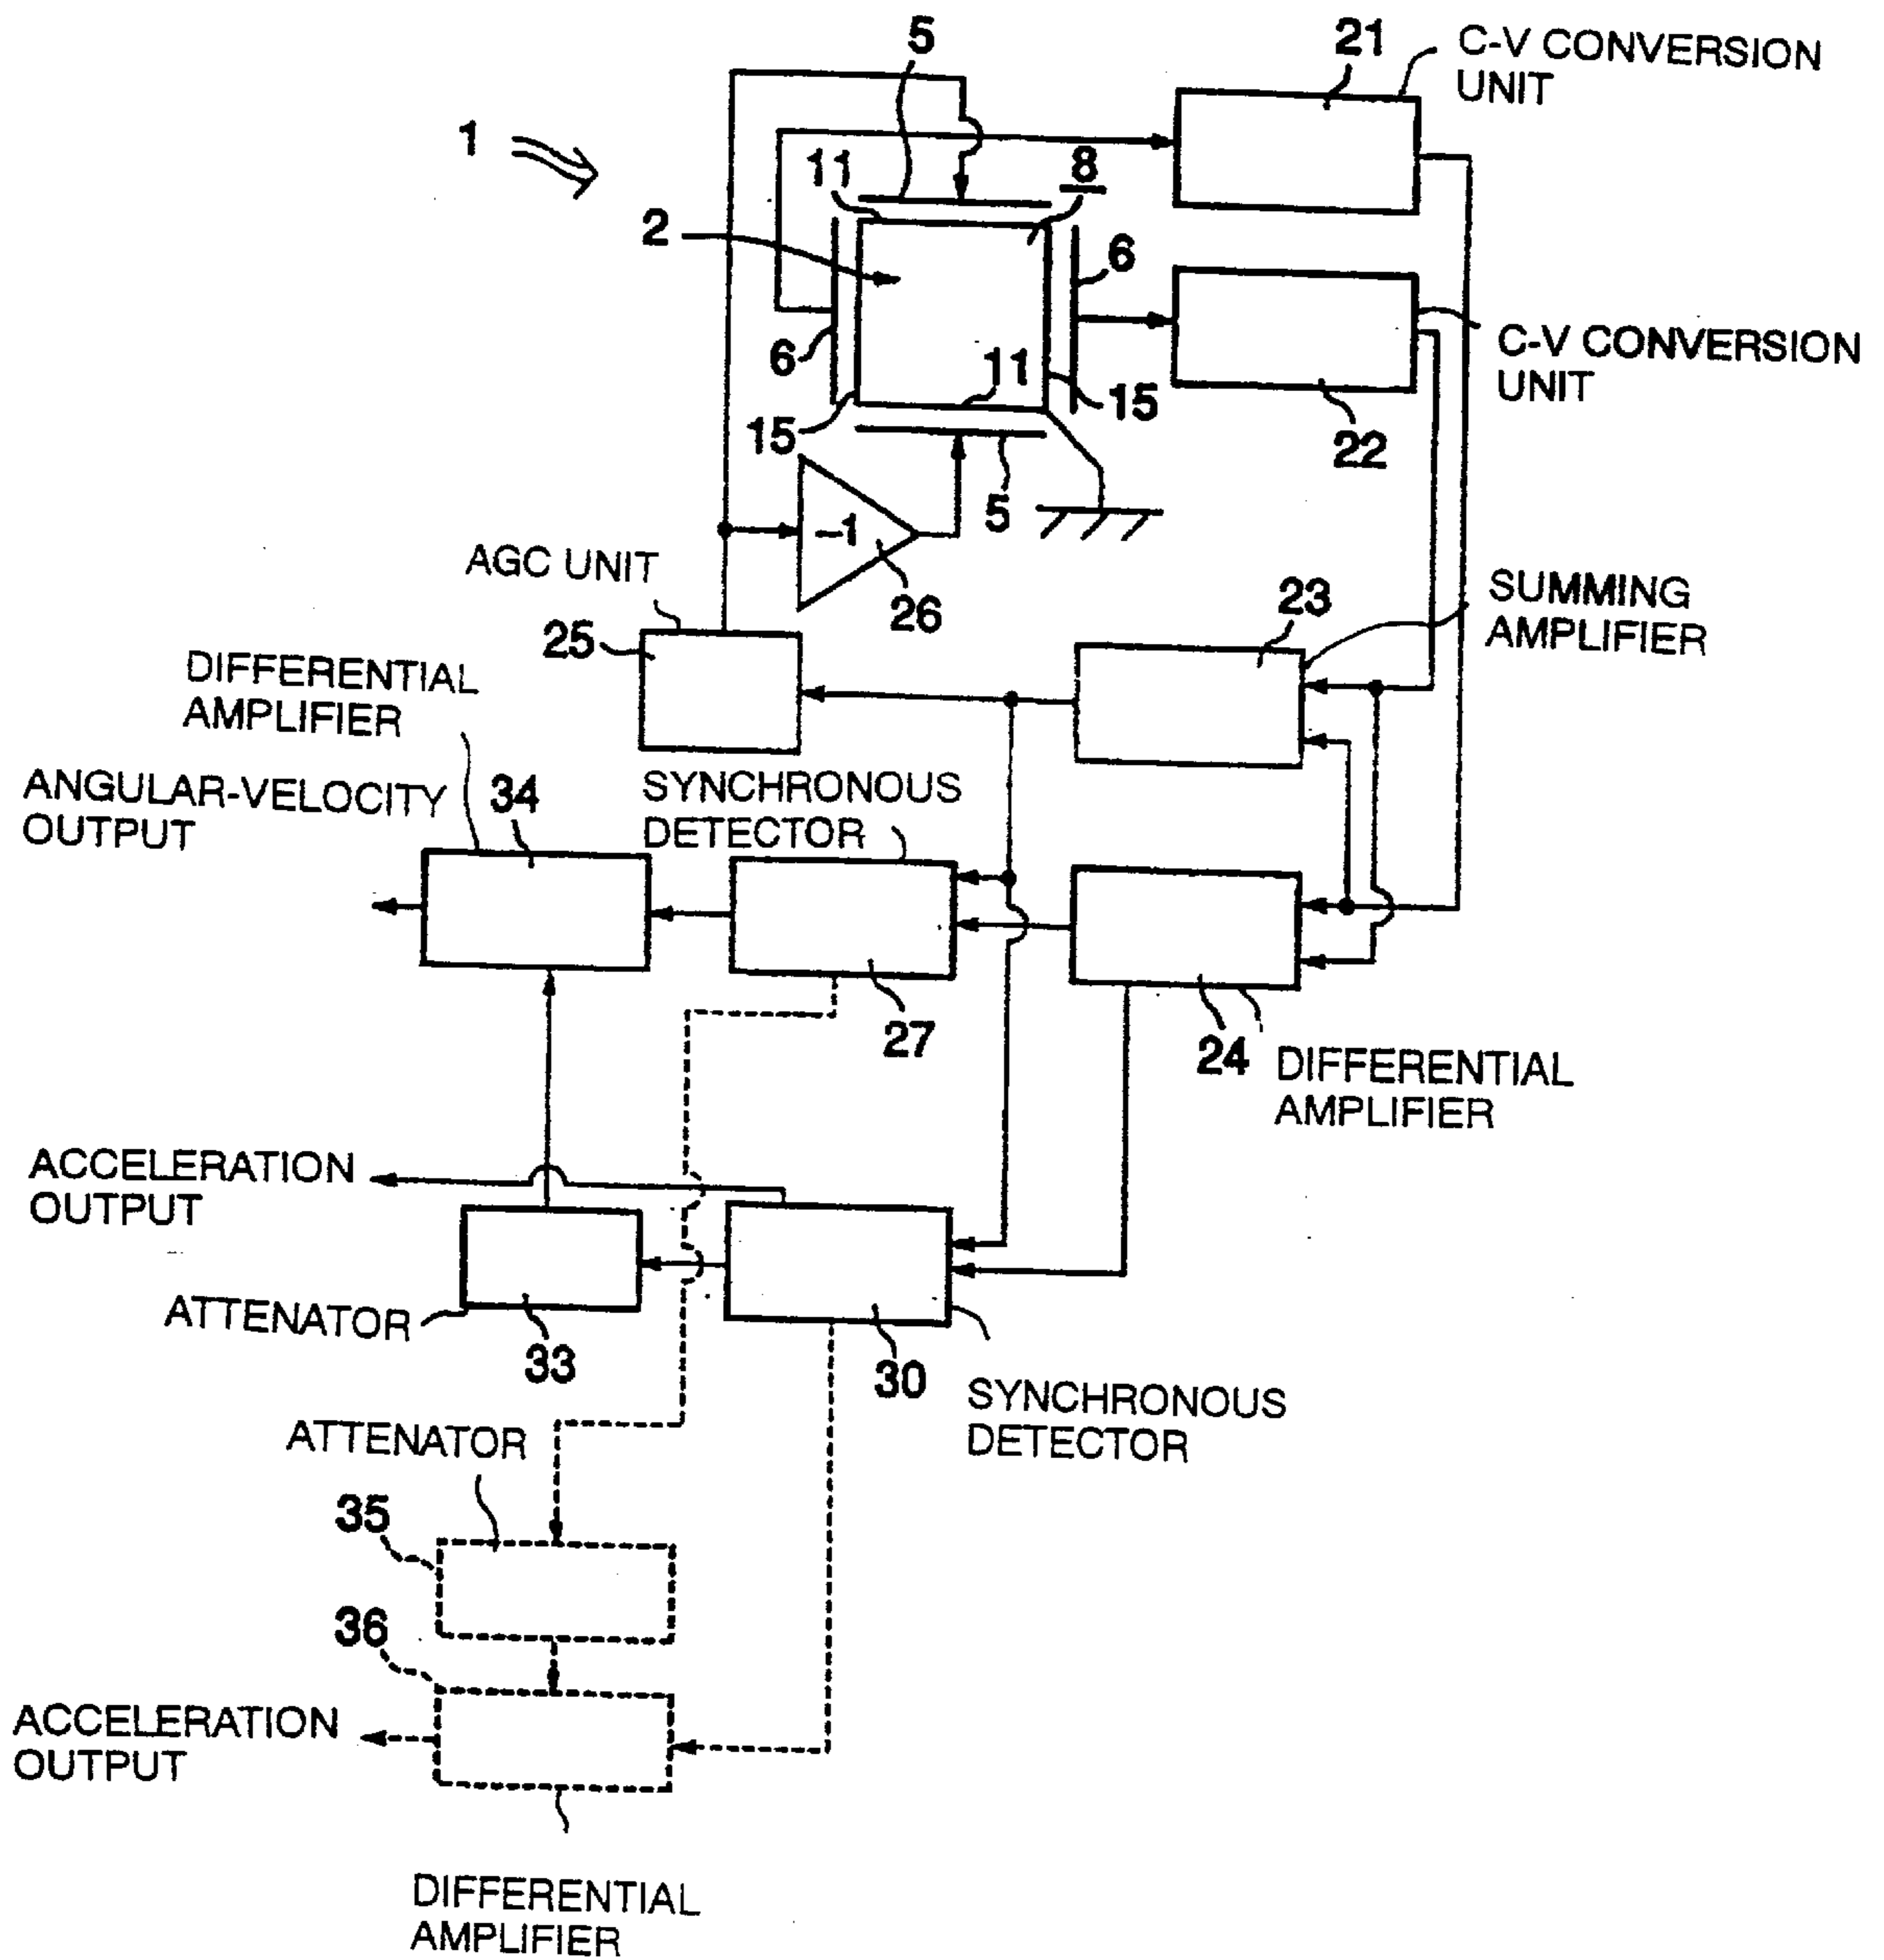 5
21
C-V CONVERSION
UNIT
1
11
8
2
6
6
C-V CONVERSION
UNIT
11
15
15
22
5
-1
AGC UNIT
26
23
SUMMING
AMPLIFIER
25
DIFFERENTIAL
AMPLIFIER
ANGULAR-VELOCITY
OUTPUT
34
SYNCHRONOUS
DETECTOR
27
24
DIFFERENTIAL
AMPLIFIER
ACCELERATION
OUTPUT
ATTENATOR
33
30
SYNCHRONOUS
DETECTOR
ATTENATOR
35
36
ACCELERATION
OUTPUT
DIFFERENTIAL
AMPLIFIER